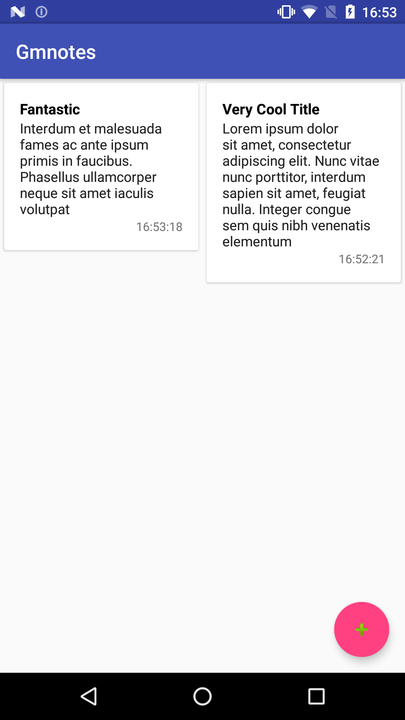 16:53
Gmnotes
Fantastic
Interdum et malesuada
fames ac ante ipsum
primis in faucibus.
Phasellus ullamcorper
neque sit amet iaculis
volutpat
16:53:18
Very Cool Title
Lorem ipsum dolor
sit amet, consectetur
adipiscing elit. Nunc vitae
nunc porttitor, interdum
sapien sit amet, feugiat
nulla. Integer congue
sem quis nibh venenatis
elementum
16:52:21